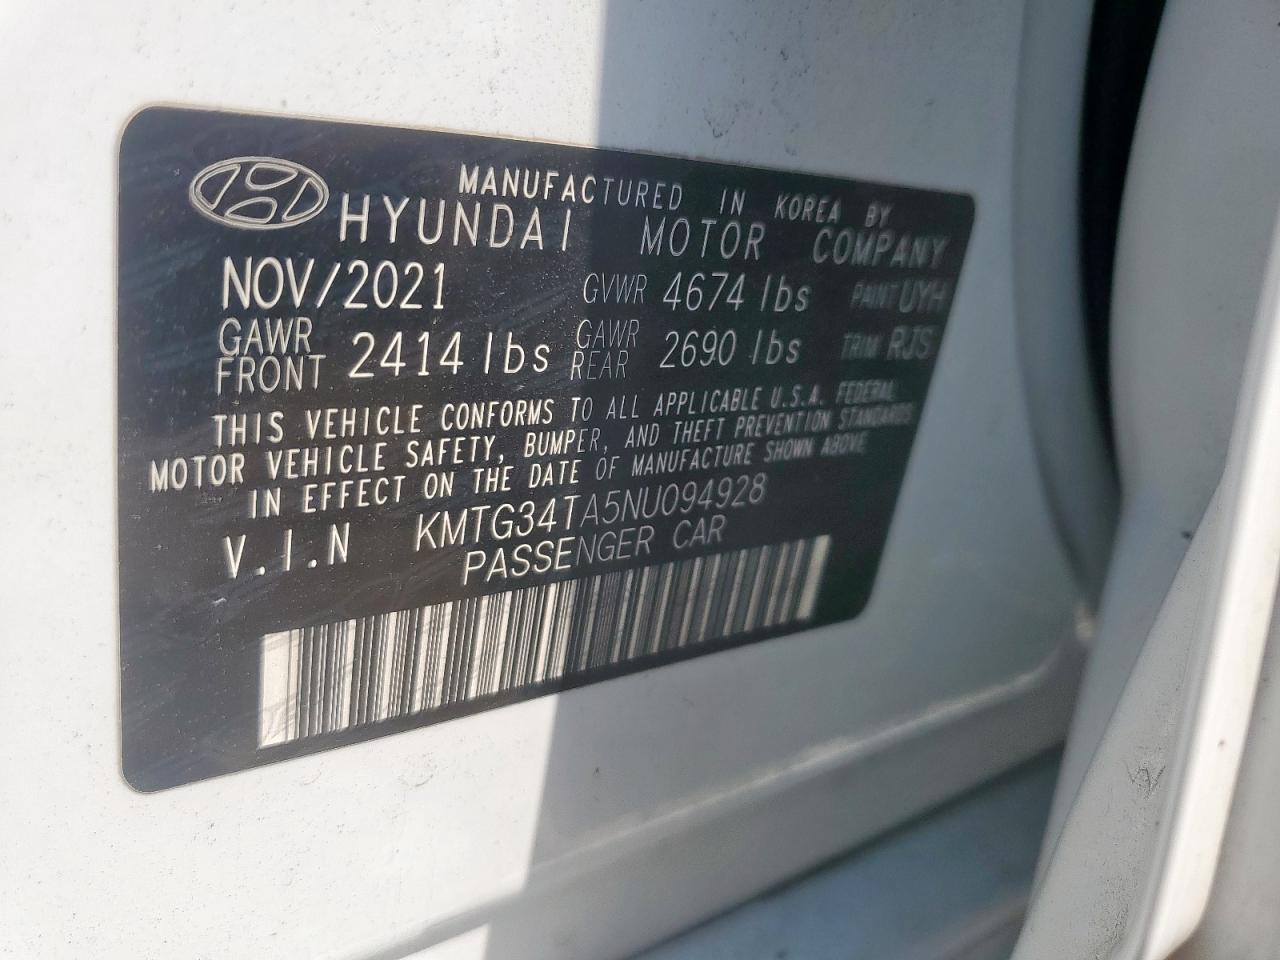 MANUFACTURED IN KOREA BY
HYUNDAI MOTOR COMPANY
NOV/2021 GVWR 4674 lbs PAINT UYH
GAWR FRONT 2414 lbs GAWR REAR 2690 lbs TRIM RJS
THIS VEHICLE CONFORMS TO ALL APPLICABLE U.S.A. FEDERAL
MOTOR VEHICLE SAFETY, BUMPER, AND THEFT PREVENTION STANDARDS
IN EFFECT ON THE DATE OF MANUFACTURE SHOWN ABOVE
V.I.N KMTG34TA5NU094928
PASSENGER CAR